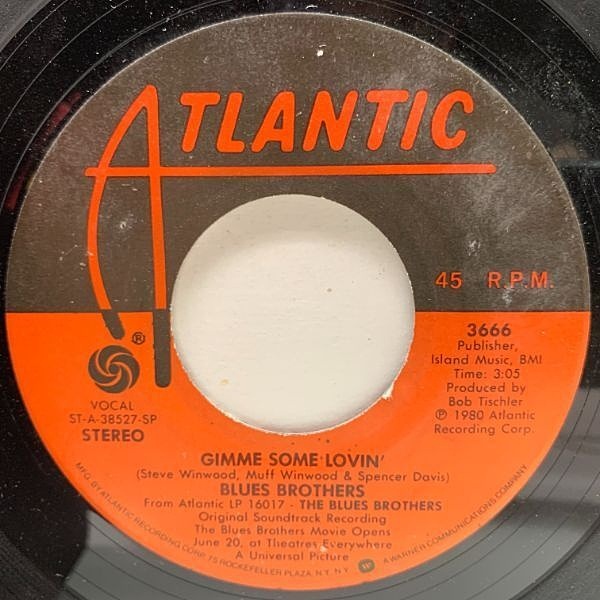 ATLANTIC
45 R.P.M.
3666
Publisher,
Island Music, BMI
Time: 3:05
Produced by
Bob Tischler
℗ 1980 Atlantic
Recording Corp.
®
VOCAL
ST-A-38527-SP
STEREO
GIMME SOME LOVIN'
(Steve Winwood, Muff Winwood & Spencer Davis)
BLUES BROTHERS
From Atlantic LP 16017 - THE BLUES BROTHERS
Original Soundtrack Recording
The Blues Brothers Movie Opens
June 20, at Theatres Everywhere
A Universal Picture
MFG. BY ATLANTIC RECORDING CORP. 75 ROCKEFELLER PLAZA, N.Y. N.Y. A WARNER COMMUNICATIONS COMPANY